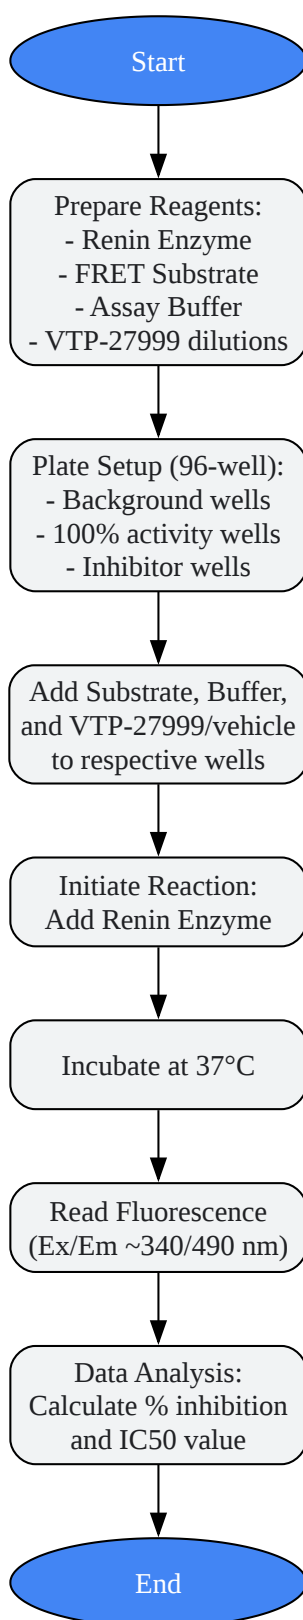 Start
Prepare Reagents:
- Renin Enzyme
- FRET Substrate
- Assay Buffer
- VTP-27999 dilutions
Plate Setup (96-well):
- Background wells
- 100% activity wells
- Inhibitor wells
Add Substrate, Buffer,
and VTP-27999/vehicle
to respective wells
Initiate Reaction:
Add Renin Enzyme
Incubate at 37°C
Read Fluorescence
(Ex/Em ~340/490 nm)
Data Analysis:
Calculate % inhibition
and IC50 value
End